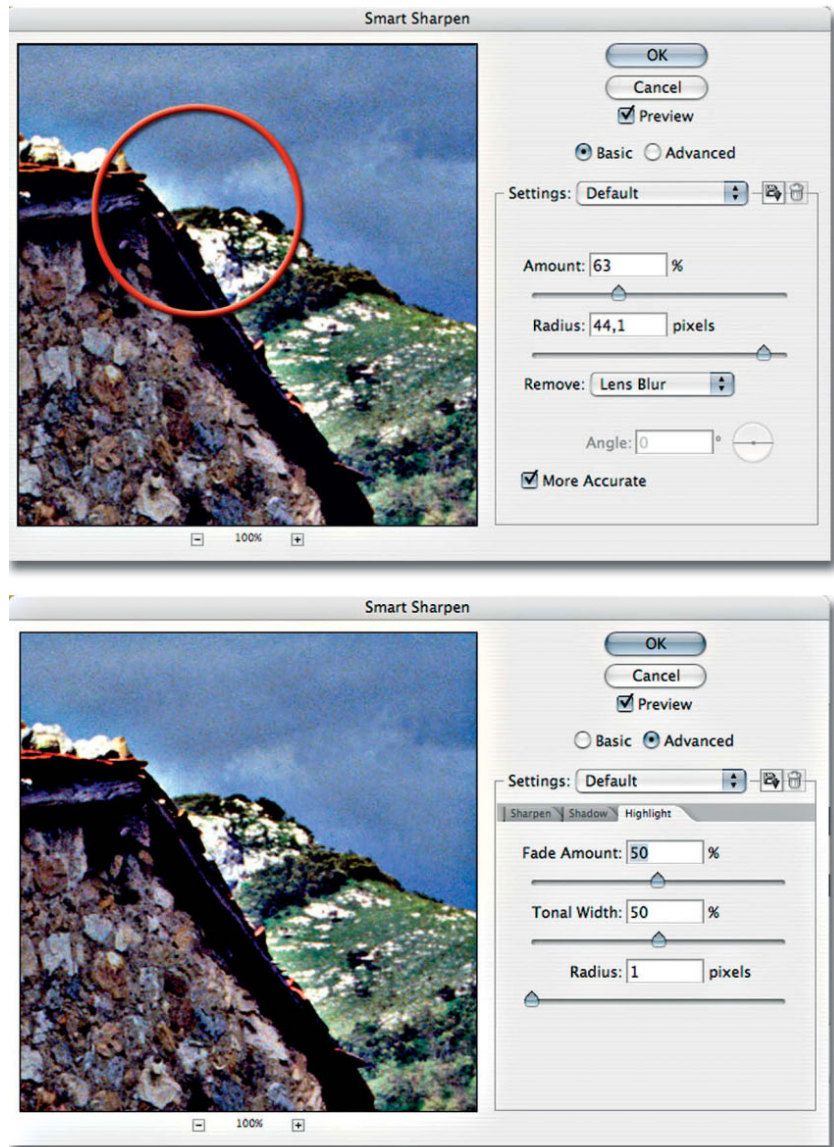 Smart Sharpen
OK
Cancel
Preview
Basic Advanced
Settings: Default
Amount: 63 %
Radius: 44,1 pixels
Remove: Lens Blur
Angle: 0 °
More Accurate
100%
Smart Sharpen
OK
Cancel
Preview
Basic Advanced
Settings: Default
Sharpen Shadow Highlight
Fade Amount: 50 %
Tonal Width: 50 %
Radius: 1 pixels
100%